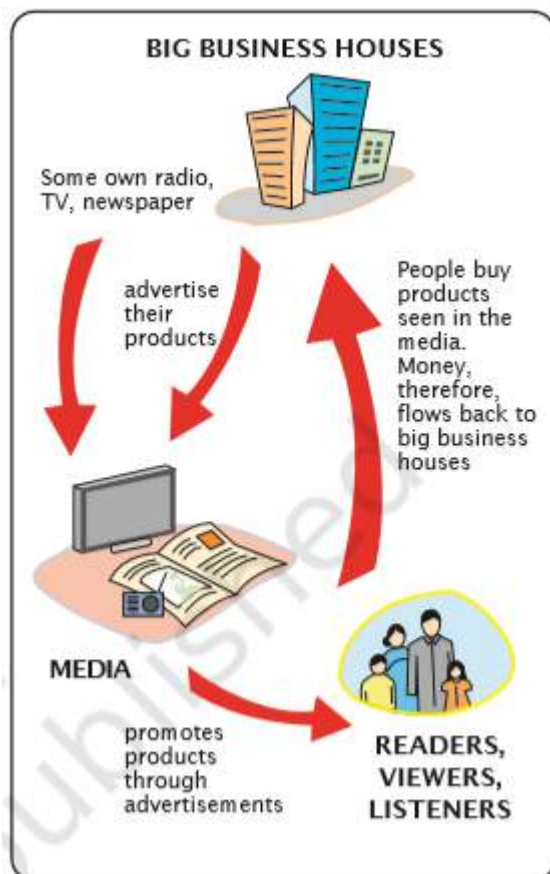 BIG BUSINESS HOUSES
Some own radio,
TV, newspaper
advertise
their
products
People buy
products
seen in the
media.
Money,
therefore,
flows back to
big business
houses
MEDIA
promotes
products
through
advertisements
READERS,
VIEWERS,
LISTENERS
published